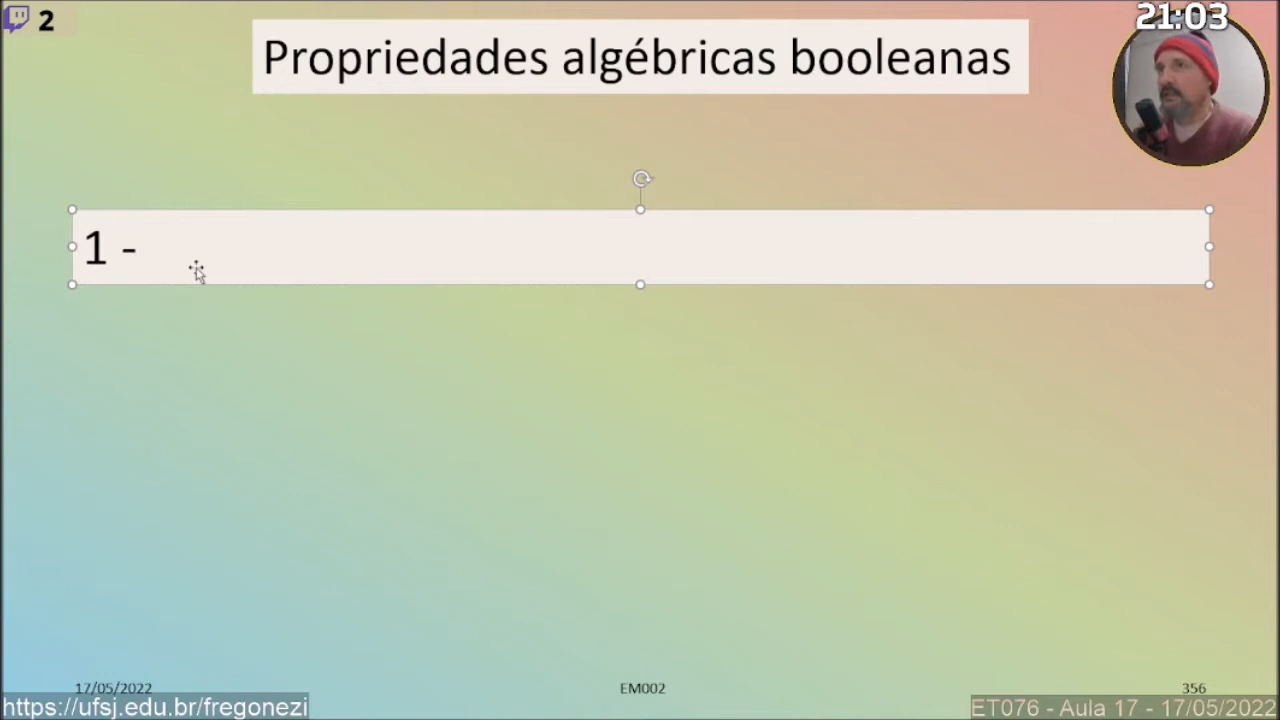 2
21:03
Propriedades algébricas booleanas
1 -
17/05/2022
EM002
356
https://ufsj.edu.br/fregonezi
ET076 - Aula 17 - 17/05/2022